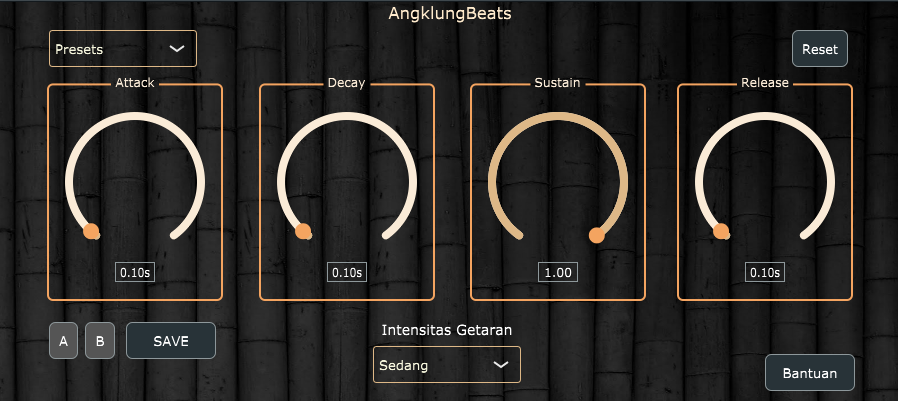 AngklungBeats
Presets
Reset
Attack
Decay
Sustain
Release
0.10s
0.10s
1.00
0.10s
A
B
SAVE
Intensitas Getaran
Sedang
Bantuan